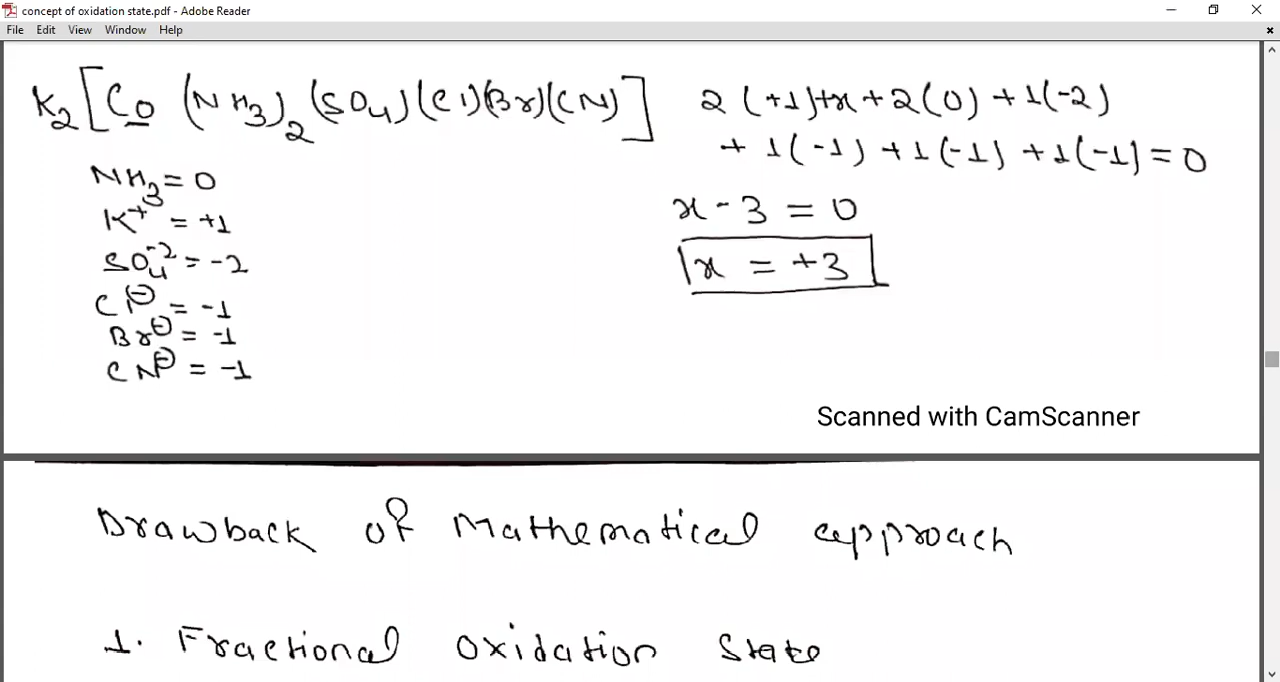 concept of oxidation state.pdf - Adobe Reader
File Edit View Window Help
K2[Co(NH3)2(SO4)(Cl)(Br)(CN)] 2(+1)+x+2(0)+1(-2)
+1(-1)+1(-1)+1(-1)=0
NH3=0
K+=+1
SO4-2=-2
Cl⊖=-1
Br⊖=-1
CN⊖=-1
x-3=0
x=+3
Scanned with CamScanner
Drawback of Mathematical approach
1. Fractional oxidation state